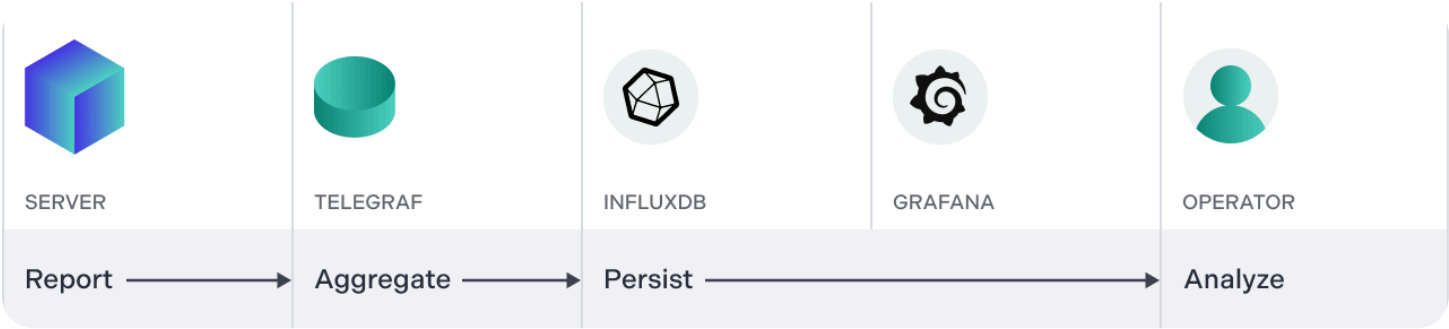 SERVER
TELEGRAF
INFLUXDB
GRAFANA
OPERATOR
Report
Aggregate
Persist
Analyze